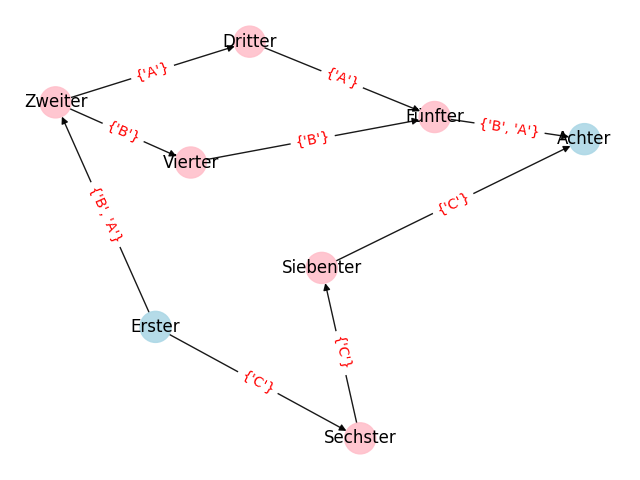 Dritter
{'A'}
{'A'}
Zweiter
{'B'}
Fünfter
{'B', 'A'}
{'B'}
Achter
Vierter
{'B', 'A'}
{'C'}
Siebenter
Erster
{'C'}
{'C'}
Sechster